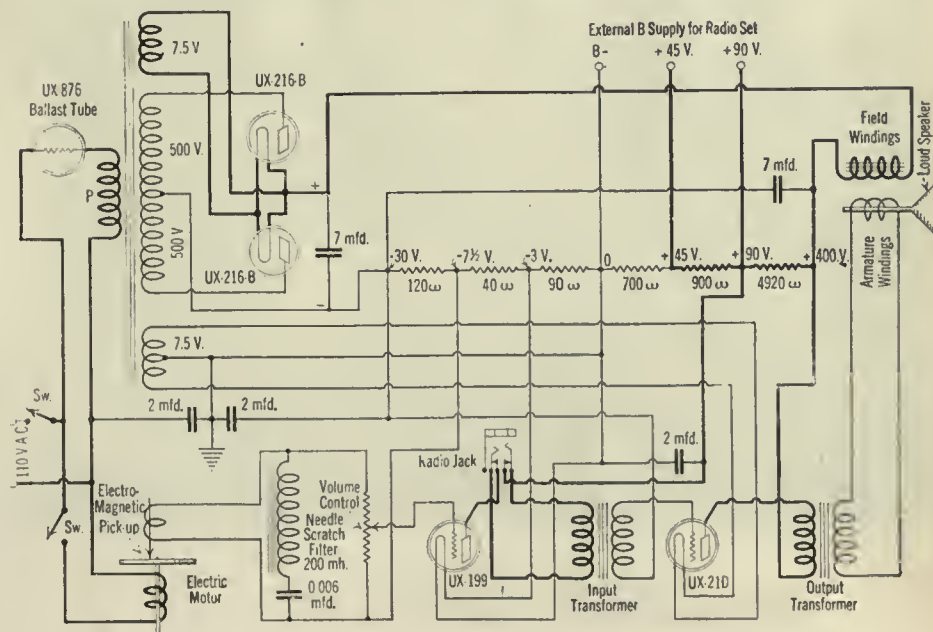 External B Supply for Radio Set
B- + 45 V. +90 V.
7.5 V
UX-216-B
UX-876
Ballast Tube
Field
Windings
Loud Speaker
500 V.
P
7 mfd.
+
500 V
7 mfd.
UX-216-B
-
-30 V. -7½ V. -3 V. 0 + 45 V. + 90 V. + 400 V.
120 ω 40 ω 90 ω 700 ω 900 ω 4920 ω
Armature
Windings
7.5 V.
Sw.
2 mfd. 2 mfd.
110 V A C
Radio Jack
2 mfd.
Electro-
Magnetic
Pick-up
Volume
Control
Needle
Scratch
Filter
200 mh.
Sw.
0.006
mfd.
Electric
Motor
UX-199
Input
Transformer
UX-210
Output
Transformer